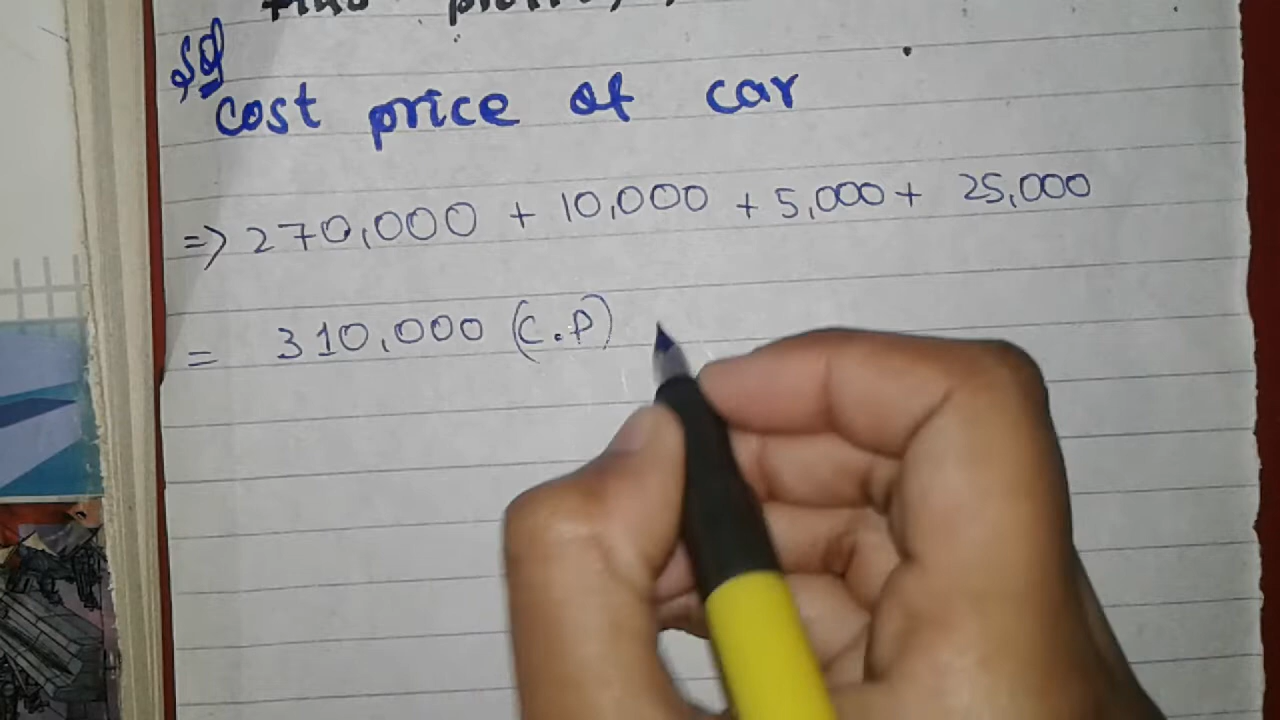 Sol
Cost price of car
=> 270,000 + 10,000 + 5,000 + 25,000
= 310,000 (C.P)